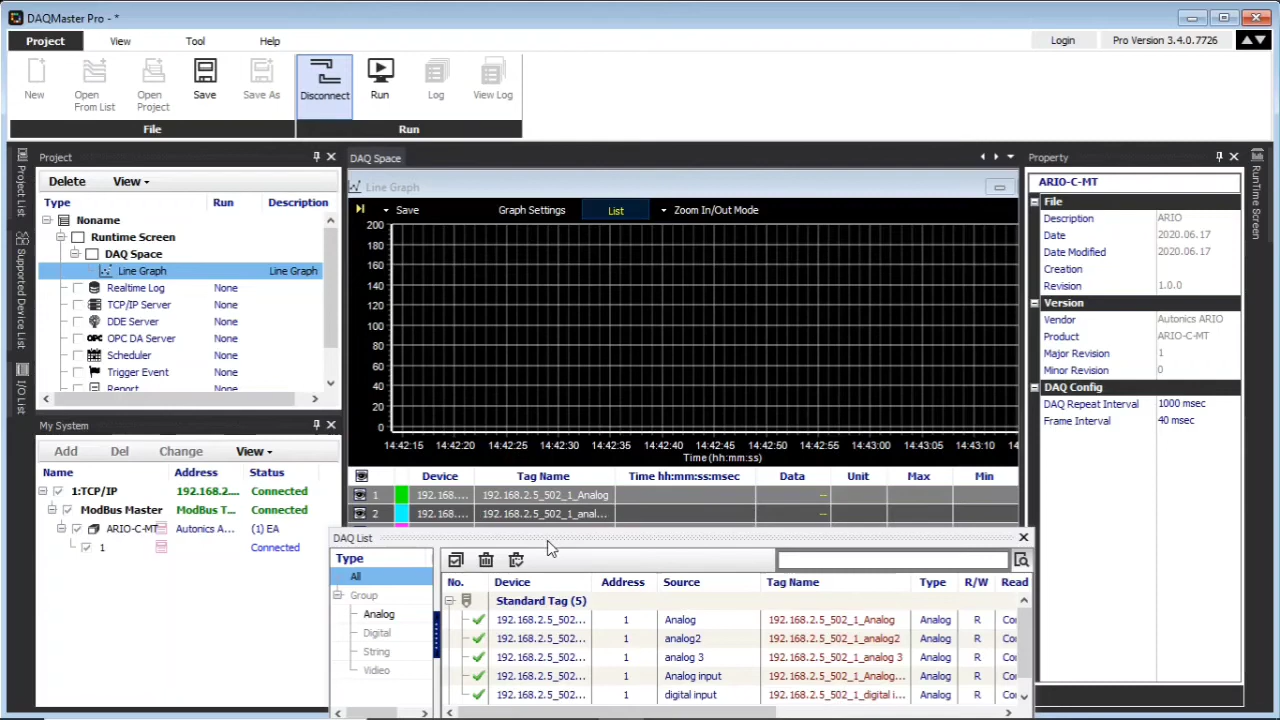 DAQMaster Pro - *
Project View Tool Help Login Pro Version 3.4.0.7726
New Open From List Open Project Save Save As Disconnect Run Log View Log
File Run
Project List
Supported Device List
I/O List
Project
Delete View
Type Run Description
Noname
Runtime Screen
DAQ Space
Line Graph Line Graph
Realtime Log None
TCP/IP Server None
DDE Server None
OPC OPC DA Server None
Scheduler None
Trigger Event None
Report None
My System
Add Del Change View
Name Address Status
1:TCP/IP 192.168.2.... Connected
ModBus Master ModBus T... Connected
ARIO-C-MT Autonics A... (1) EA
1 Connected
DAQ Space
Line Graph
Save Graph Settings List Zoom In/Out Mode
200
180
160
140
120
100
80
60
40
20
0
14:42:15 14:42:20 14:42:25 14:42:30 14:42:35 14:42:40 14:42:45 14:42:50 14:42:55 14:43:00 14:43:05 14:43:10
Time (hh:mm:ss)
Device Tag Name Time hh:mm:ss:msec Data Unit Max Min
1 192.168.... 192.168.2.5_502_1_Analog --
2 192.168.... 192.168.2.5_502_1_anal... --
DAQ List
Type
All
Group
Analog
Digital
String
Video
No. Device Address Source Tag Name Type R/W Read
Standard Tag (5)
192.168.2.5_502... 1 Analog 192.168.2.5_502_1_Analog Analog R
192.168.2.5_502... 1 analog2 192.168.2.5_502_1_analog2 Analog R
192.168.2.5_502... 1 analog 3 192.168.2.5_502_1_analog 3 Analog R
192.168.2.5_502... 1 Analog input 192.168.2.5_502_1_Analog... Analog R
192.168.2.5_502... 1 digital input 192.168.2.5_502_1_digital i... Analog R
Property
ARIO-C-MT
File
Description ARIO
Date 2020.06.17
Date Modified 2020.06.17
Creation
Revision 1.0.0
Version
Vendor Autonics ARIO
Product ARIO-C-MT
Major Revision 1
Minor Revision 0
DAQ Config
DAQ Repeat Interval 1000 msec
Frame Interval 40 msec
RunTime Screen